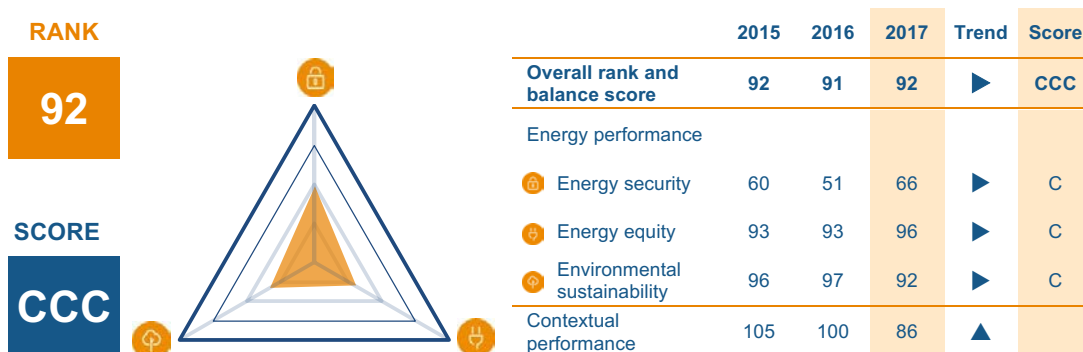 RANK
92
SCORE
CCC
2015 2016 2017 Trend Score
Overall rank and
balance score 92 91 92 CCC
Energy performance
Energy security 60 51 66 C
Energy equity 93 93 96 C
Environmental
sustainability 96 97 92 C
Contextual
performance 105 100 86